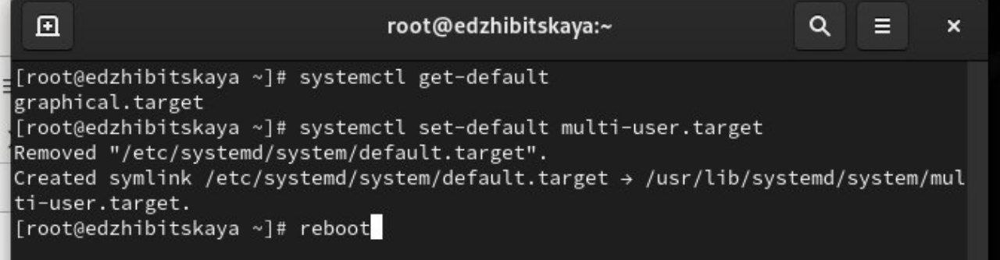 root@edzhibitskaya:~
[root@edzhibitskaya ~]# systemctl get-default
graphical.target
[root@edzhibitskaya ~]# systemctl set-default multi-user.target
Removed "/etc/systemd/system/default.target".
Created symlink /etc/systemd/system/default.target → /usr/lib/systemd/system/mul
ti-user.target.
[root@edzhibitskaya ~]# reboot